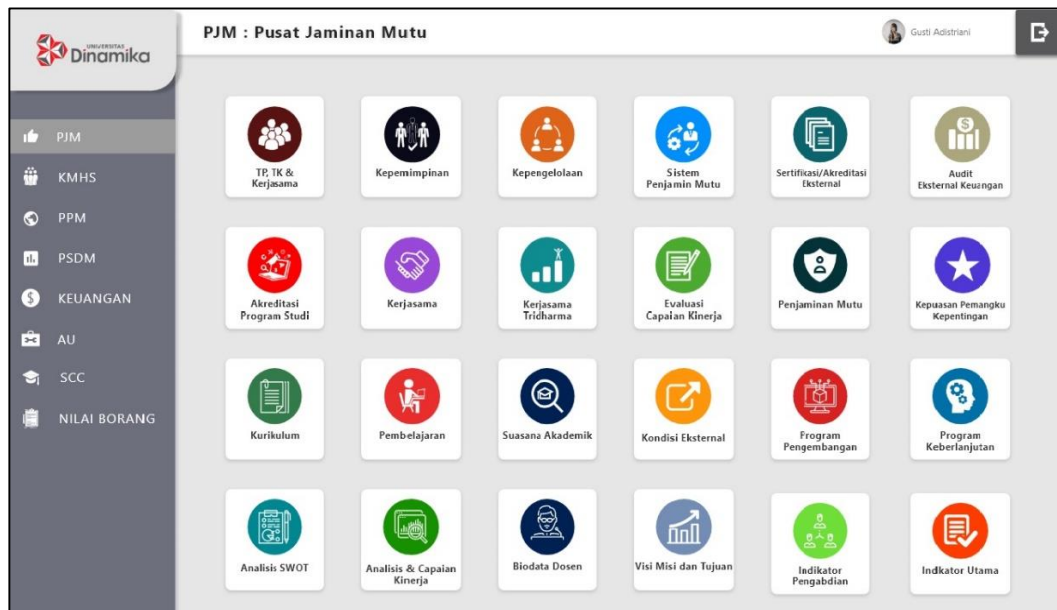 UNIVERSITAS
Dinamika
PJM : Pusat Jaminan Mutu
Gusti Adistriani
PJM
KMHS
PPM
PSDM
KEUANGAN
AU
SCC
NILAI BORANG
TP, TK &
Kerjasama
Kepemimpinan
Kepengelolaan
Sistem
Penjamin Mutu
Sertifikasi/Akreditasi
Eksternal
Audit
Eksternal Keuangan
Akreditasi
Program Studi
Kerjasama
Kerjasama
Tridharma
Evaluasi
Capaian Kinerja
Penjaminan Mutu
Kepuasan Pemangku
Kepentingan
Kurikulum
Pembelajaran
Suasana Akademik
Kondisi Eksternal
Frogram
Pengembangan
Program
Keberlanjutan
Analisis SWOT
Analisis & Capaian
Kinerja
Biodata Dosen
Visi Misi dan Tujuan
Indikator
Pengabdian
Indikator Utama